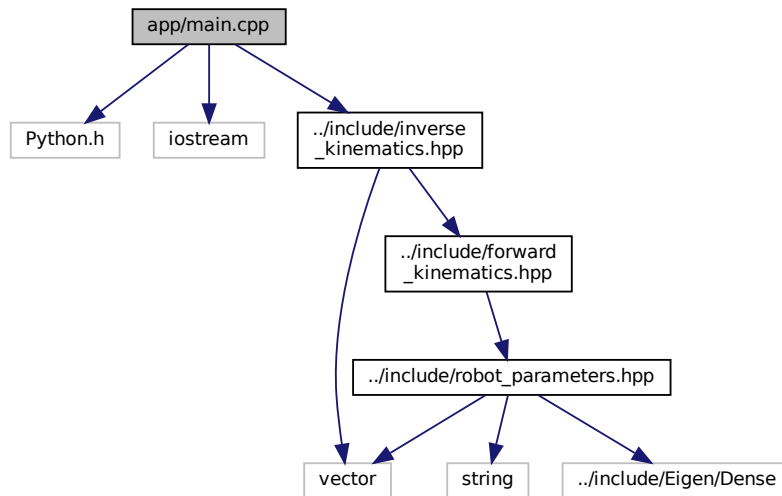 app/main.cpp
Python.h
iostream
../include/inverse
_kinematics.hpp
../include/forward
_kinematics.hpp
../include/robot_parameters.hpp
vector
string
../include/Eigen/Dense